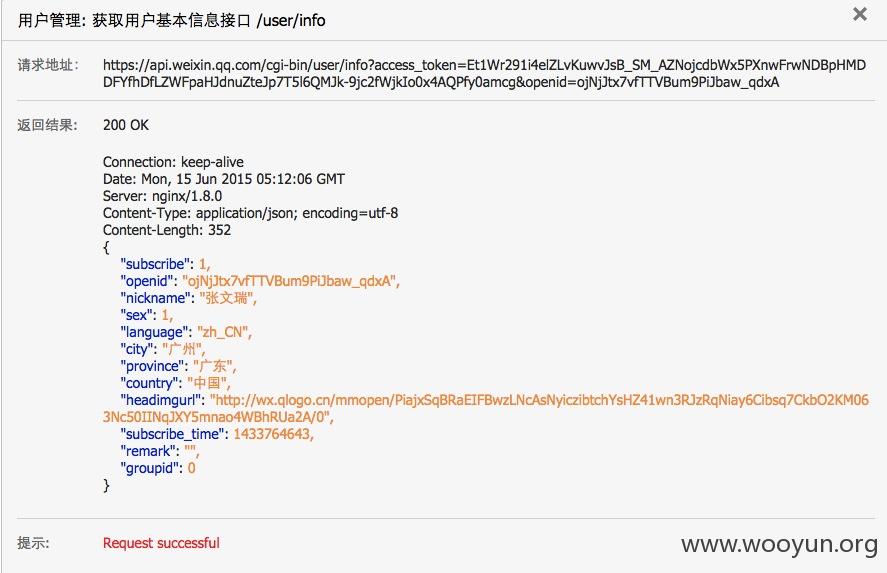 用户管理: 获取用户基本信息接口 /user/info
请求地址: https://api.weixin.qq.com/cgi-bin/user/info?access_token=Et1Wr291i4elZLvKuwvJsB_SM_AZNojcdbWx5PXnwFrwNDBpHMD
DFYfhDfLZWFpaHJdnuZteJp7T5l6QMJk-9jc2fWjkIo0x4AQPfy0amcg&openid=ojNjJtx7vfTTVBum9PiJbaw_qdxA
返回结果: 200 OK
Connection: keep-alive
Date: Mon, 15 Jun 2015 05:12:06 GMT
Server: nginx/1.8.0
Content-Type: application/json; encoding=utf-8
Content-Length: 352
{
"subscribe": 1,
"openid": "ojNjJtx7vfTTVBum9PiJbaw_qdxA",
"nickname": "张文瑞",
"sex": 1,
"language": "zh_CN",
"city": "广州",
"province": "广东",
"country": "中国",
"headimgurl": "http://wx.qlogo.cn/mmopen/PiajxSqBRaEIFBwzLNcAsNyiczibtchYsHZ41wn3RJzRqNiay6Cibsq7CkbO2KM06
3Nc50IINqJXY5mnao4WBhRUa2A/0",
"subscribe_time": 1433764643,
"remark": "",
"groupid": 0
}
提示: Request successful
www.wooyun.org